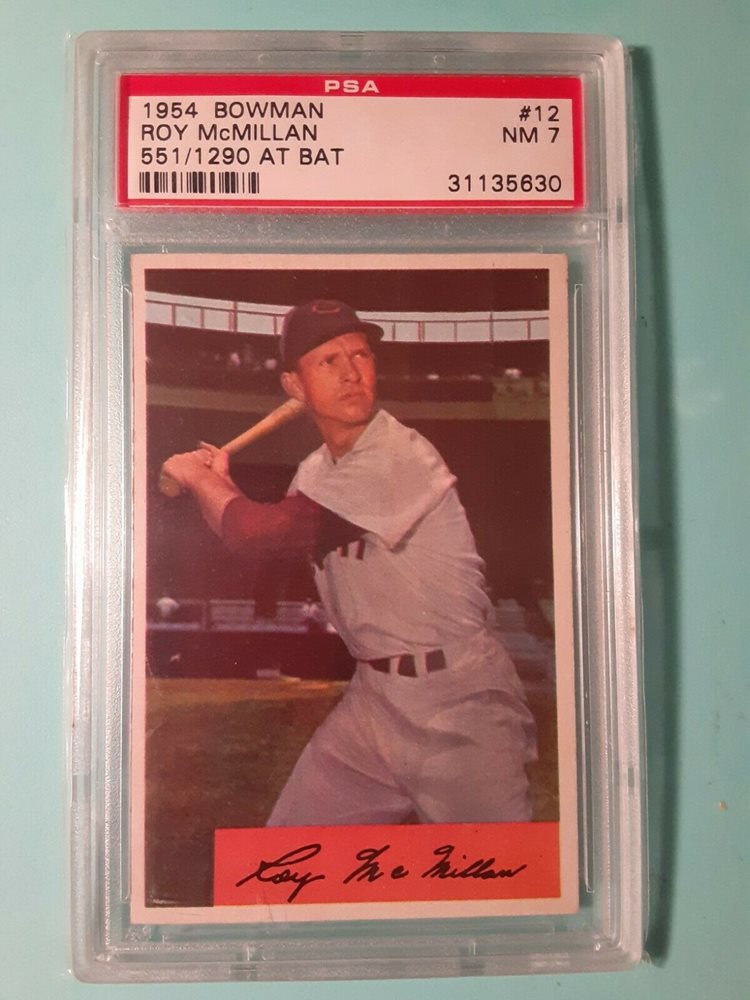 PSA
1954 BOWMAN #12
ROY McMILLAN NM 7
551/1290 AT BAT
31135630
Roy McMillan